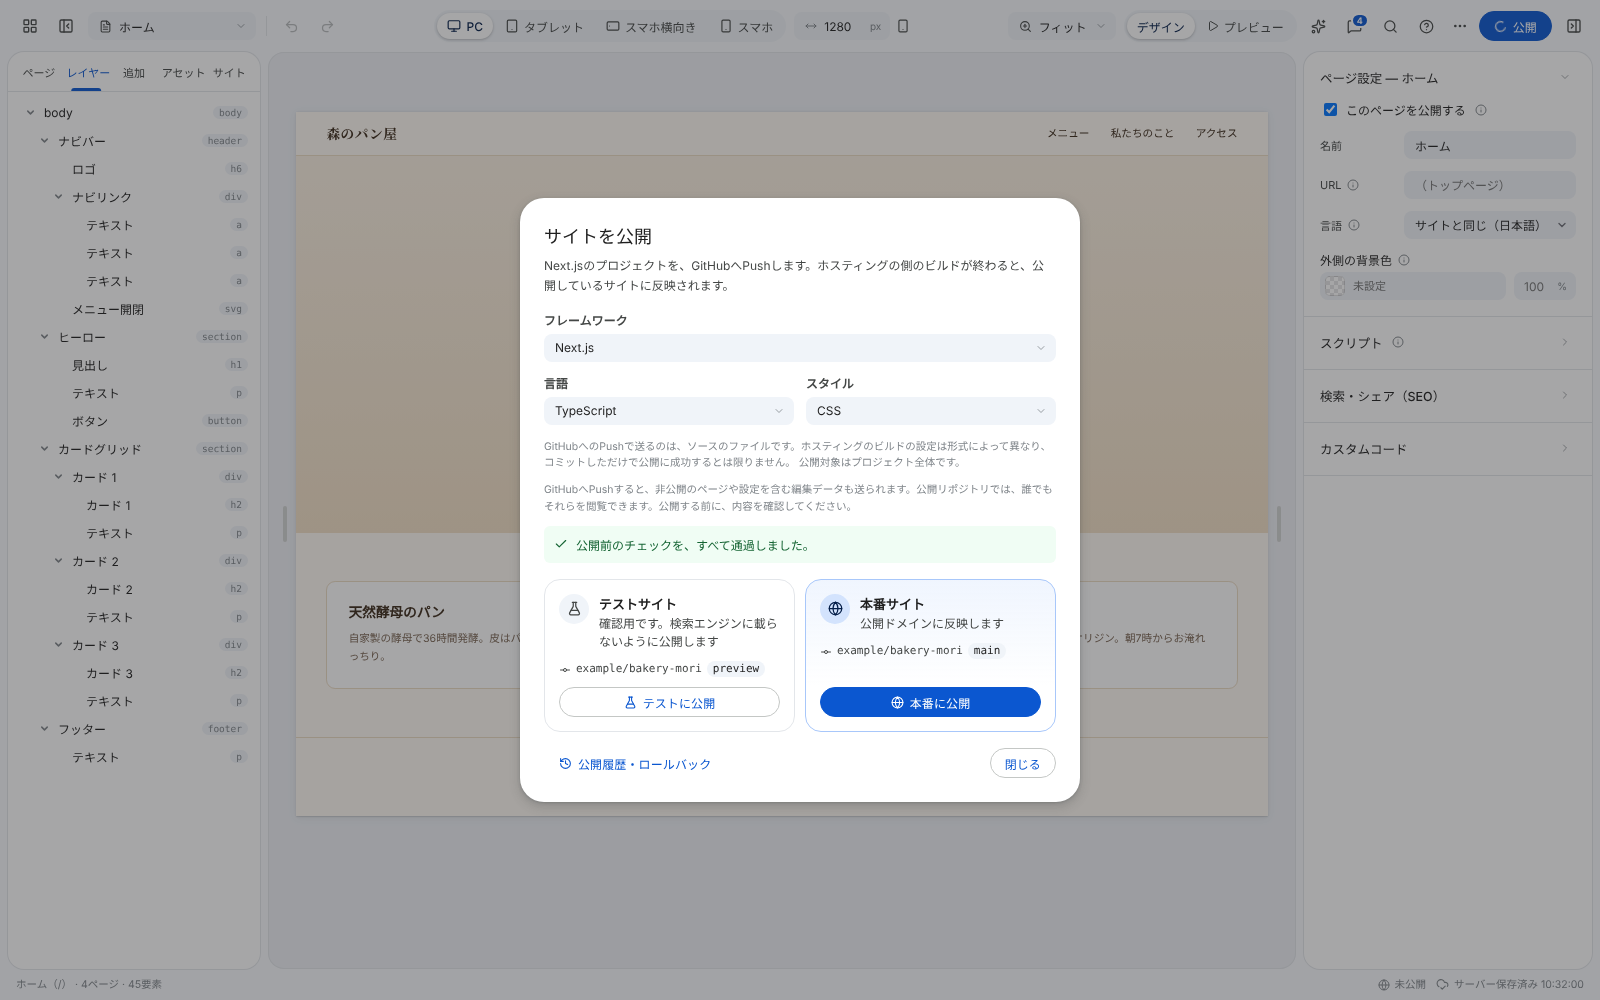 ホーム
PC
タブレット
スマホ横向き
スマホ
1280 px
フィット
デザイン
プレビュー
4
公開
ページ
レイヤー
追加
アセット
サイト
body body
ナビバー header
ロゴ h6
ナビリンク div
テキスト a
テキスト a
テキスト a
メニュー開閉 svg
ヒーロー section
見出し h1
テキスト p
ボタン button
カードグリッド section
カード 1 div
カード 1 h2
テキスト p
カード 2 div
カード 2 h2
テキスト p
カード 3 div
カード 3 h2
テキスト p
フッター footer
テキスト p
森のパン屋
メニュー 私たちのこと アクセス
天然酵母のパン
自家製の酵母で36時間発酵。皮はパ
っちり。
リジン。朝7時からお淹れ
サイトを公開
Next.jsのプロジェクトを、GitHubへPushします。ホスティングの側のビルドが終わると、公
開しているサイトに反映されます。
フレームワーク
Next.js
言語
TypeScript
スタイル
CSS
GitHubへのPushで送るのは、ソースのファイルです。ホスティングのビルドの設定は形式によって異なり、
コミットしただけで公開に成功するとは限りません。 公開対象はプロジェクト全体です。
GitHubへPushすると、非公開のページや設定を含む編集データも送られます。公開リポジトリでは、誰でも
それらを閲覧できます。公開する前に、内容を確認してください。
公開前のチェックを、すべて通過しました。
テストサイト
確認用です。検索エンジンに載ら
ないように公開します
example/bakery-mori preview
テストに公開
本番サイト
公開ドメインに反映します
example/bakery-mori main
本番に公開
公開履歴・ロールバック
閉じる
ページ設定 — ホーム
このページを公開する
名前 ホーム
URL （トップページ）
言語 サイトと同じ（日本語）
外側の背景色
未設定 100 %
スクリプト
検索・シェア（SEO）
カスタムコード
ホーム（/） · 4ページ · 45要素
未公開
サーバー保存済み 10:32:00